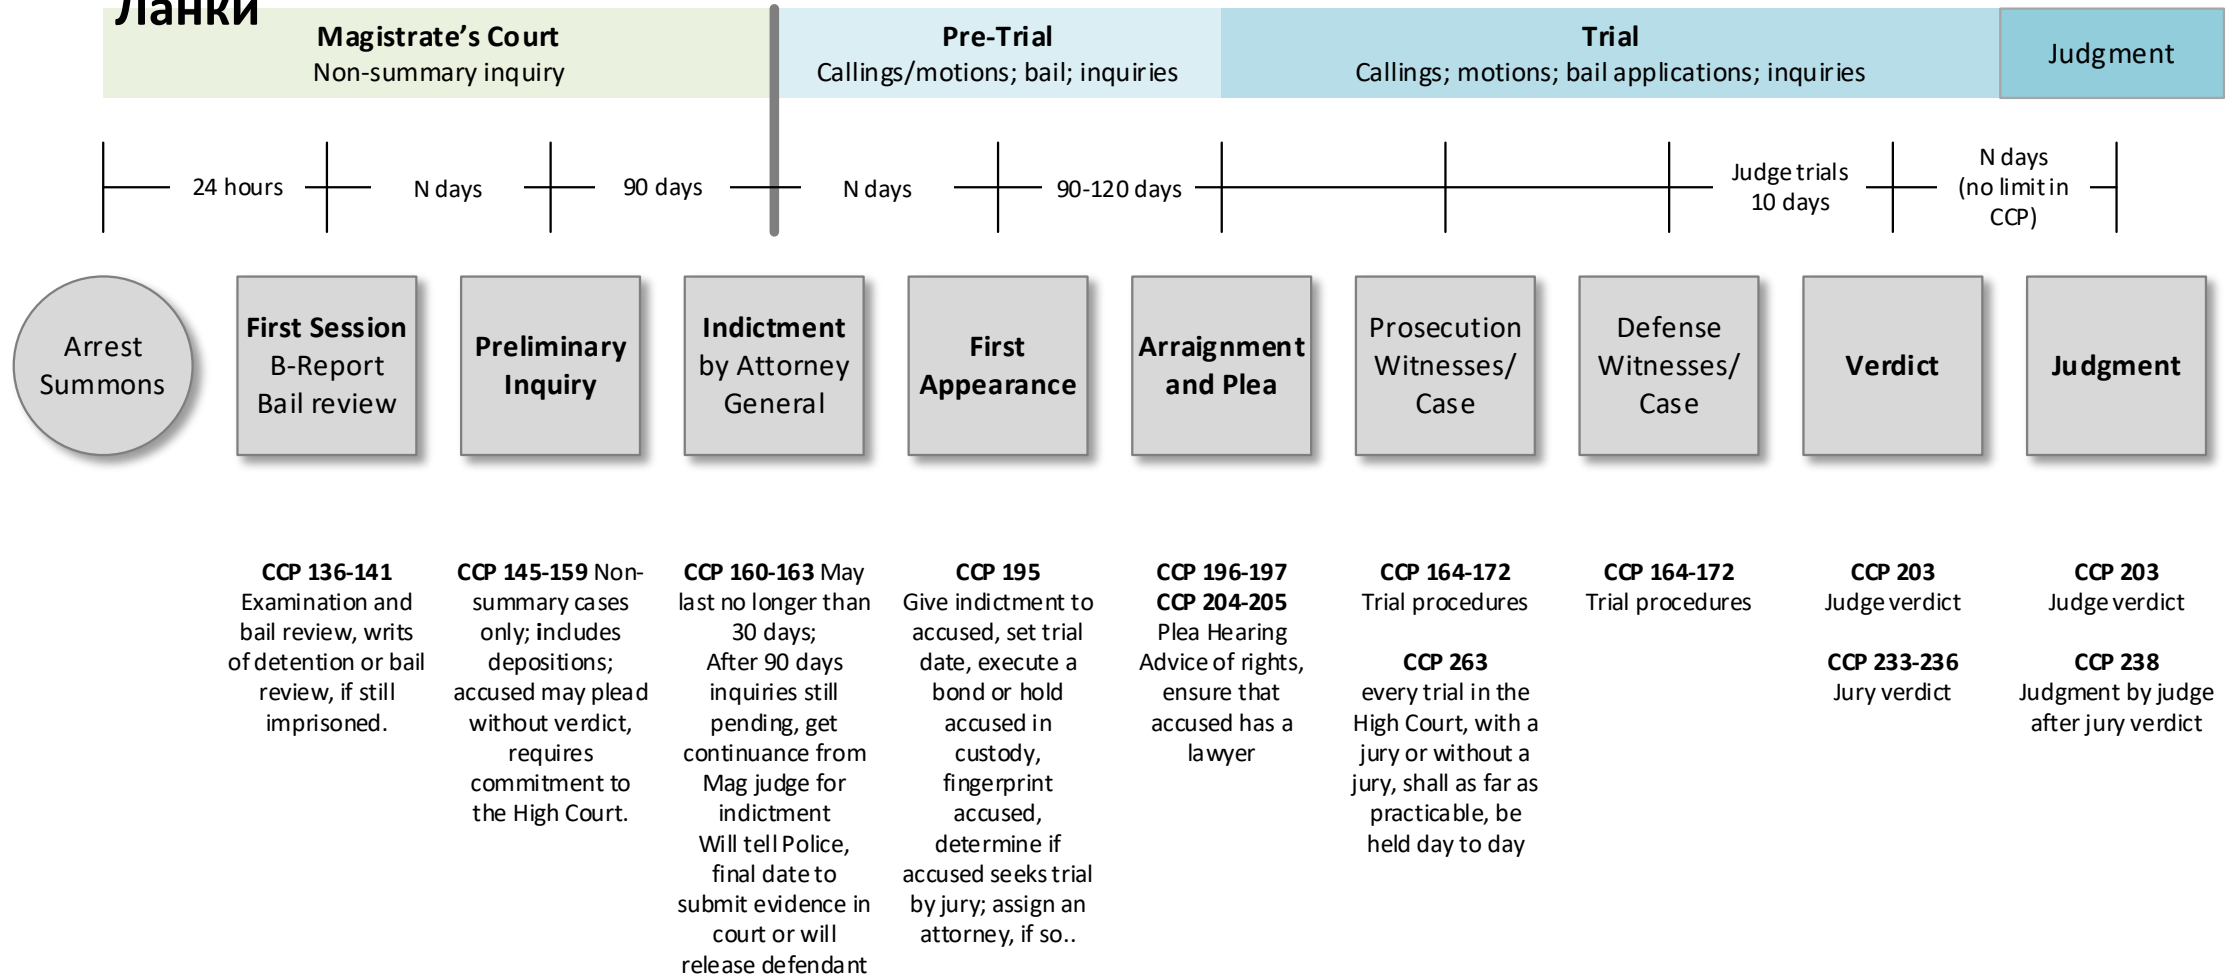 Ланки
Magistrate's Court
Non-summary inquiry
Pre-Trial
Callings/motions; bail; inquiries
Trial
Callings; motions; bail applications; inquiries
Judgment
24 hours
N days
90 days
N days
90-120 days
Judge trials
10 days
N days
(no limit in
CCP)
Arrest
Summons
First Session
B-Report
Bail review
Preliminary
Inquiry
Indictment
by Attorney
General
First
Appearance
Arraignment
and Plea
Prosecution
Witnesses/
Case
Defense
Witnesses/
Case
Verdict
Judgment
CCP 136-141
Examination and
bail review, writs
of detention or bail
review, if still
imprisoned.
CCP 145-159 Non-
summary cases
only; includes
depositions;
accused may plead
without verdict,
requires
commitment to
the High Court.
CCP 160-163 May
last no longer than
30 days;
After 90 days
inquiries still
pending, get
continuance from
Mag judge for
indictment
Will tell Police,
final date to
submit evidence in
court or will
release defendant
CCP 195
Give indictment to
accused, set trial
date, execute a
bond or hold
accused in
custody,
fingerprint
accused,
determine if
accused seeks trial
by jury; assign an
attorney, if so..
CCP 196-197
CCP 204-205
Plea Hearing
Advice of rights,
ensure that
accused has a
lawyer
CCP 164-172
Trial procedures
CCP 263
every trial in the
High Court, with a
jury or without a
jury, shall as far as
practicable, be
held day to day
CCP 164-172
Trial procedures
CCP 203
Judge verdict
CCP 233-236
Jury verdict
CCP 203
Judge verdict
CCP 238
Judgment by judge
after jury verdict